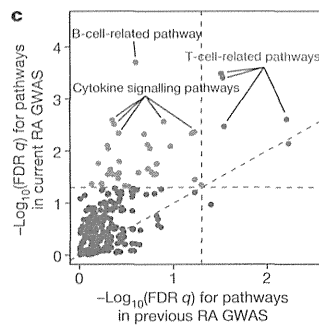 c
B-cell-related pathway
T-cell-related pathways
Cytokine signalling pathways
−Log10(FDR q) for pathways
in current RA GWAS
4
3
2
1
0
0
1
2
−Log10(FDR q) for pathways
in previous RA GWAS